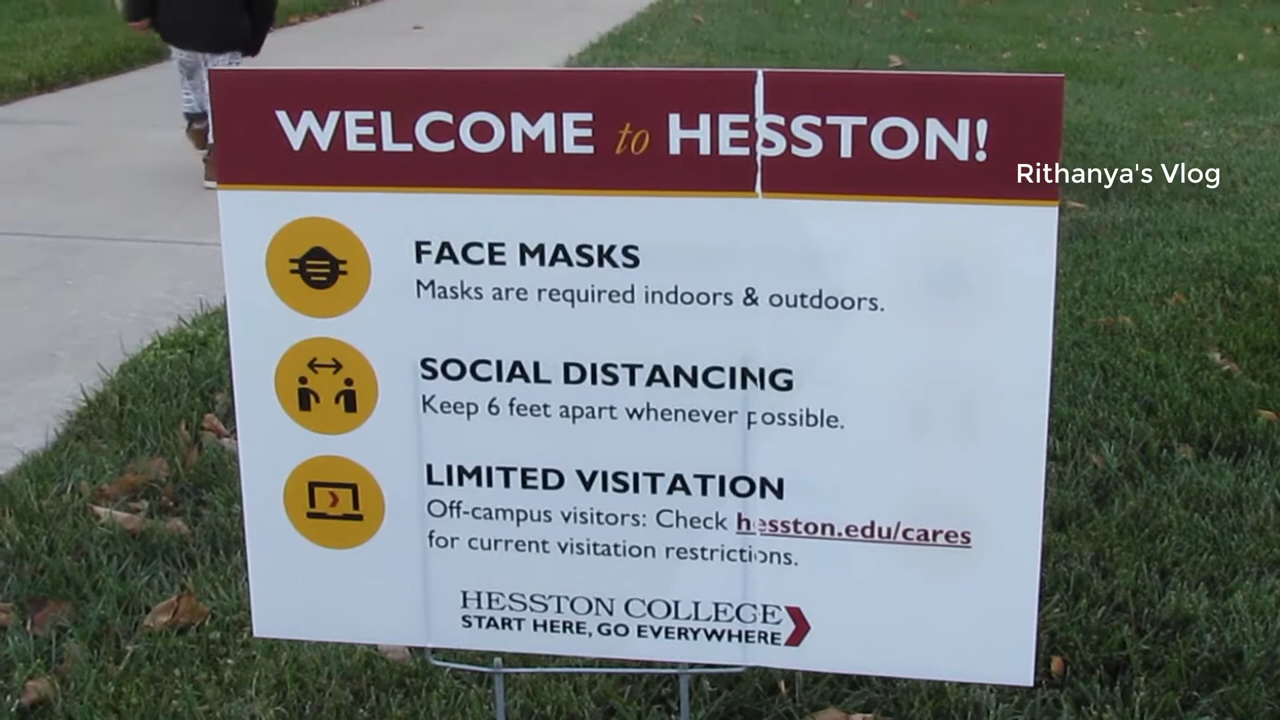 WELCOME to HESSTON!
Rithanya's Vlog
FACE MASKS
Masks are required indoors & outdoors.
SOCIAL DISTANCING
Keep 6 feet apart whenever possible.
LIMITED VISITATION
Off-campus visitors: Check hesston.edu/cares
for current visitation restrictions.
HESSTON COLLEGE
START HERE, GO EVERYWHERE